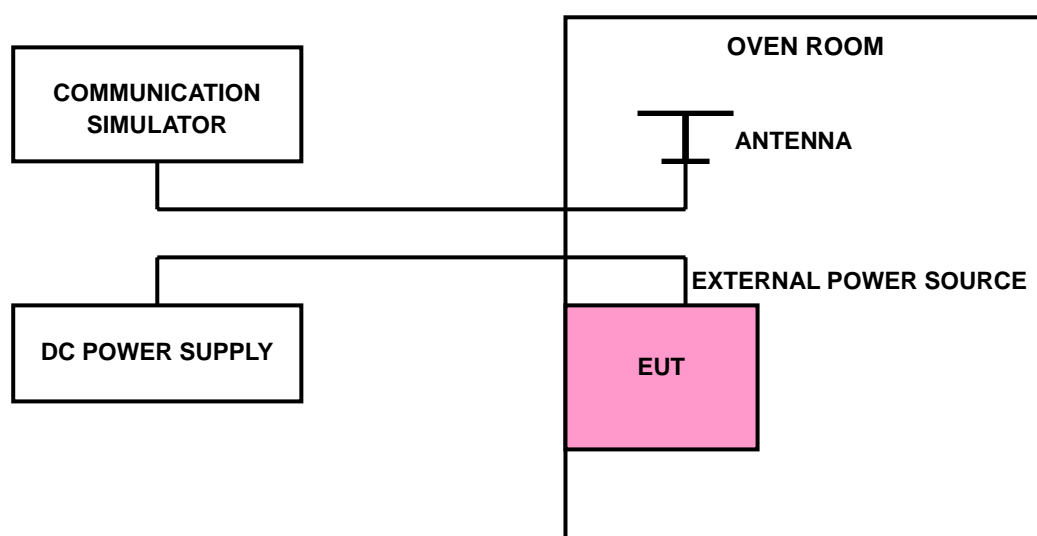 OVEN ROOM
COMMUNICATION
SIMULATOR
ANTENNA
EXTERNAL POWER SOURCE
DC POWER SUPPLY
EUT